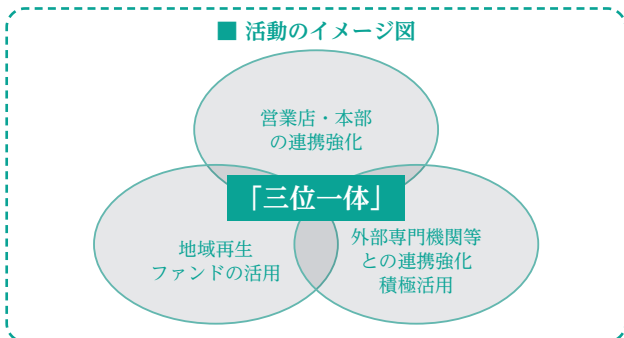 ■ 活動のイメージ図
営業店・本部
の連携強化
「三位一体」
地域再生
ファンドの活用
外部専門機関等
との連携強化
積極活用